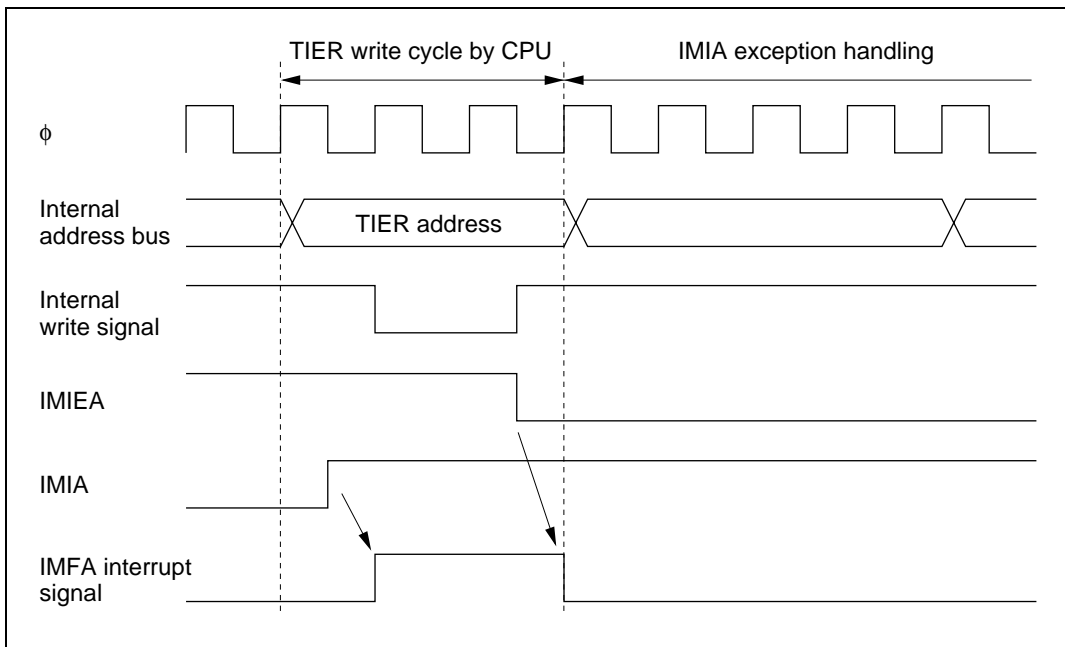 TIER write cycle by CPU
IMIA exception handling
ϕ
Internal
address bus
TIER address
Internal
write signal
IMIEA
IMIA
IMFA interrupt
signal